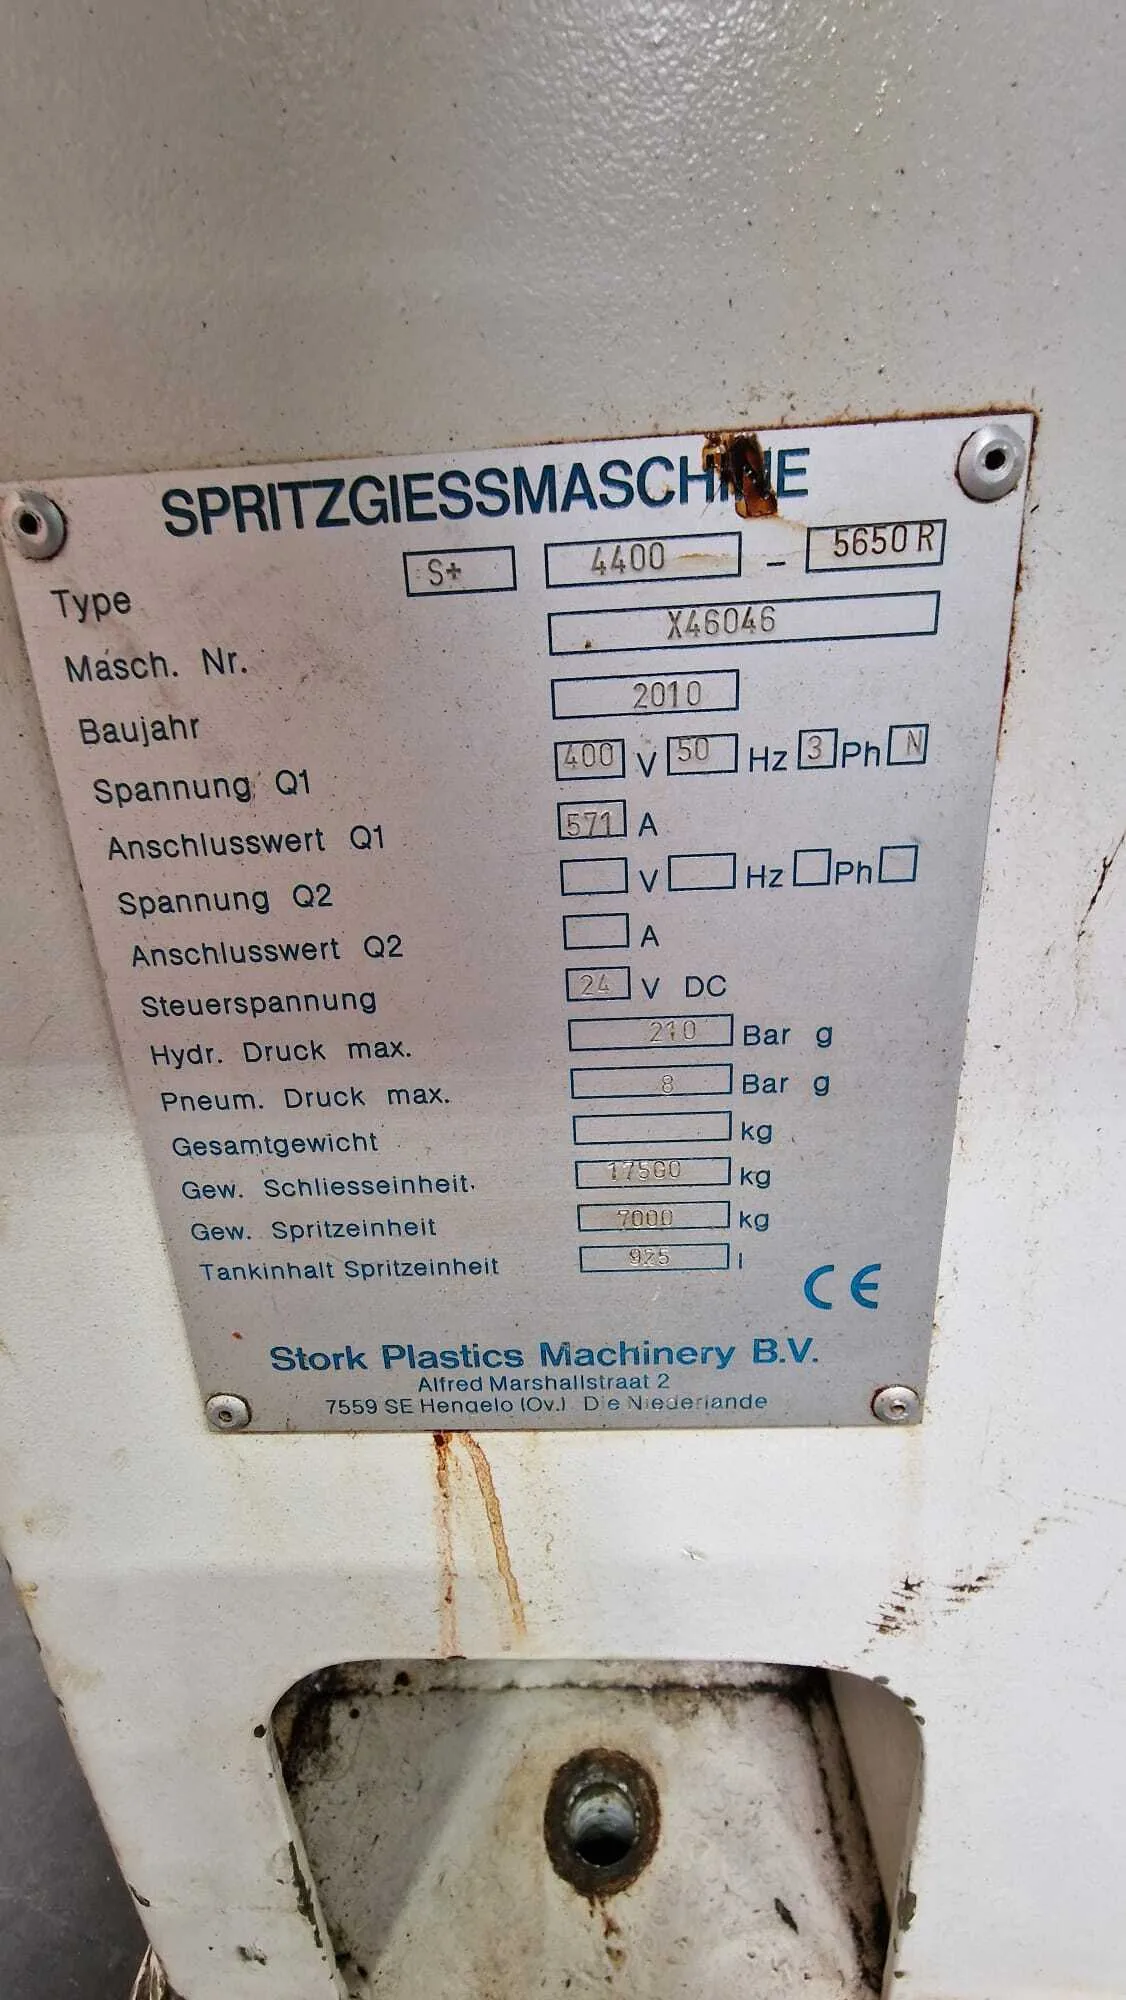 SPRITZGIESSMASCHINE
Type S+ 4400 - 5650 R
Masch. Nr. X46046
Baujahr 2010
Spannung Q1 400 V 50 Hz 3 Ph N
Anschlusswert Q1 571 A
Spannung Q2 V Hz Ph
Anschlusswert Q2 A
Steuerspannung 24 V DC
Hydr. Druck max. 210 Bar g
Pneum. Druck max. 8 Bar g
Gesamtgewicht kg
Gew. Schliesseinheit. 17500 kg
Gew. Spritzeinheit 7000 kg
Tankinhalt Spritzeinheit 925 l
CE
Stork Plastics Machinery B.V.
Alfred Marshallstraat 2
7559 SE Hengelo (Ov.) Die Niederlande